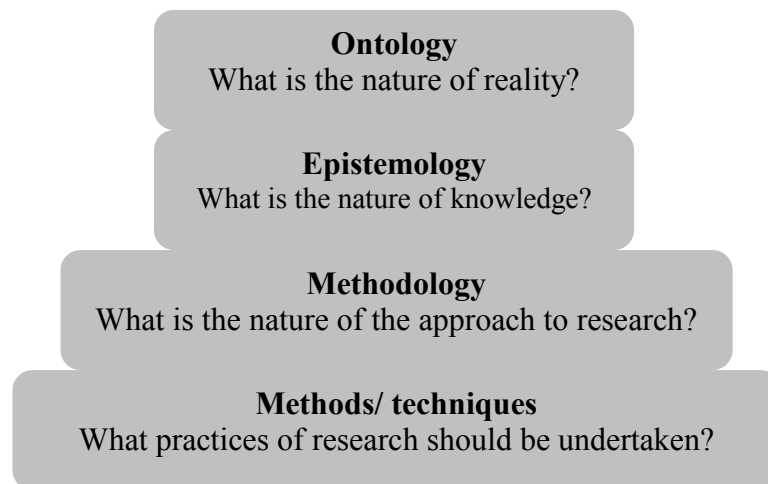 Ontology
What is the nature of reality?
Epistemology
What is the nature of knowledge?
Methodology
What is the nature of the approach to research?
Methods/ techniques
What practices of research should be undertaken?